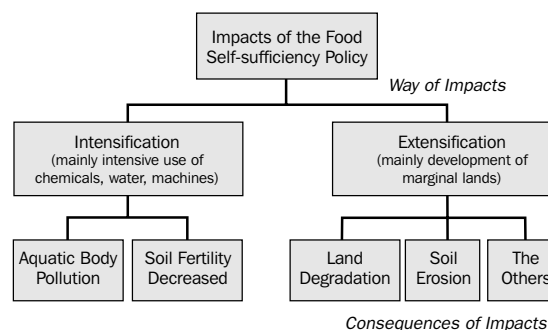 Impacts of the Food
Self-sufficiency Policy
Way of Impacts
Intensification
(mainly intensive use of
chemicals, water, machines)
Extensification
(mainly development of
marginal lands)
Aquatic Body
Pollution
Soil Fertility
Decreased
Land
Degradation
Soil
Erosion
The
Others
Consequences of Impacts